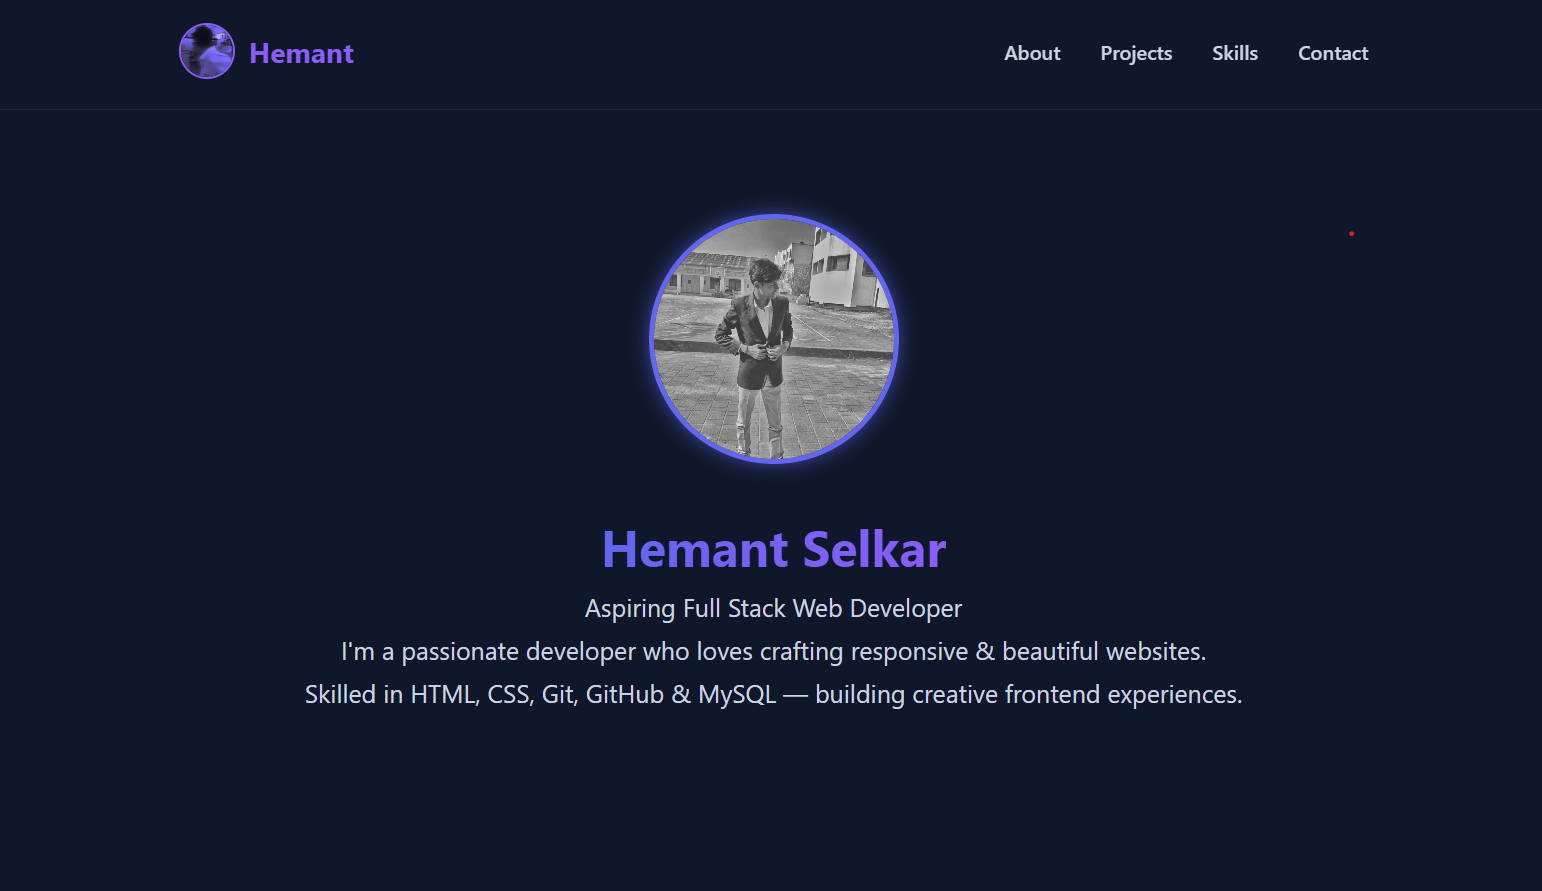 Hemant
About Projects Skills Contact
Hemant Selkar
Aspiring Full Stack Web Developer
I'm a passionate developer who loves crafting responsive & beautiful websites.
Skilled in HTML, CSS, Git, GitHub & MySQL — building creative frontend experiences.